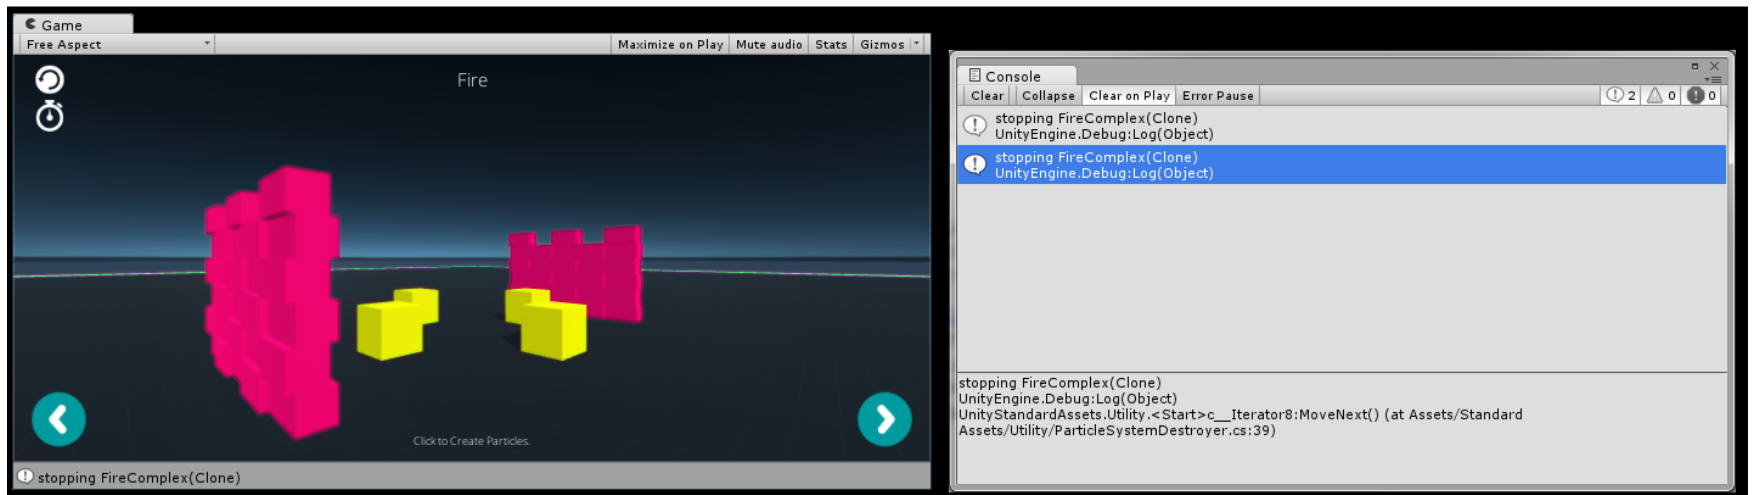 Game
Free Aspect
Maximize on Play
Mute audio
Stats
Gizmos
Fire
Click to Create Particles.
stopping FireComplex(Clone)
Console
Clear
Collapse
Clear on Play
Error Pause
2
0
0
stopping FireComplex(Clone)
UnityEngine.Debug:Log(Object)
stopping FireComplex(Clone)
UnityEngine.Debug:Log(Object)
stopping FireComplex(Clone)
UnityEngine.Debug:Log(Object)
UnityStandardAssets.Utility.<Start>c__Iterator8:MoveNext() (at Assets/Standard
Assets/Utility/ParticleSystemDestroyer.cs:39)